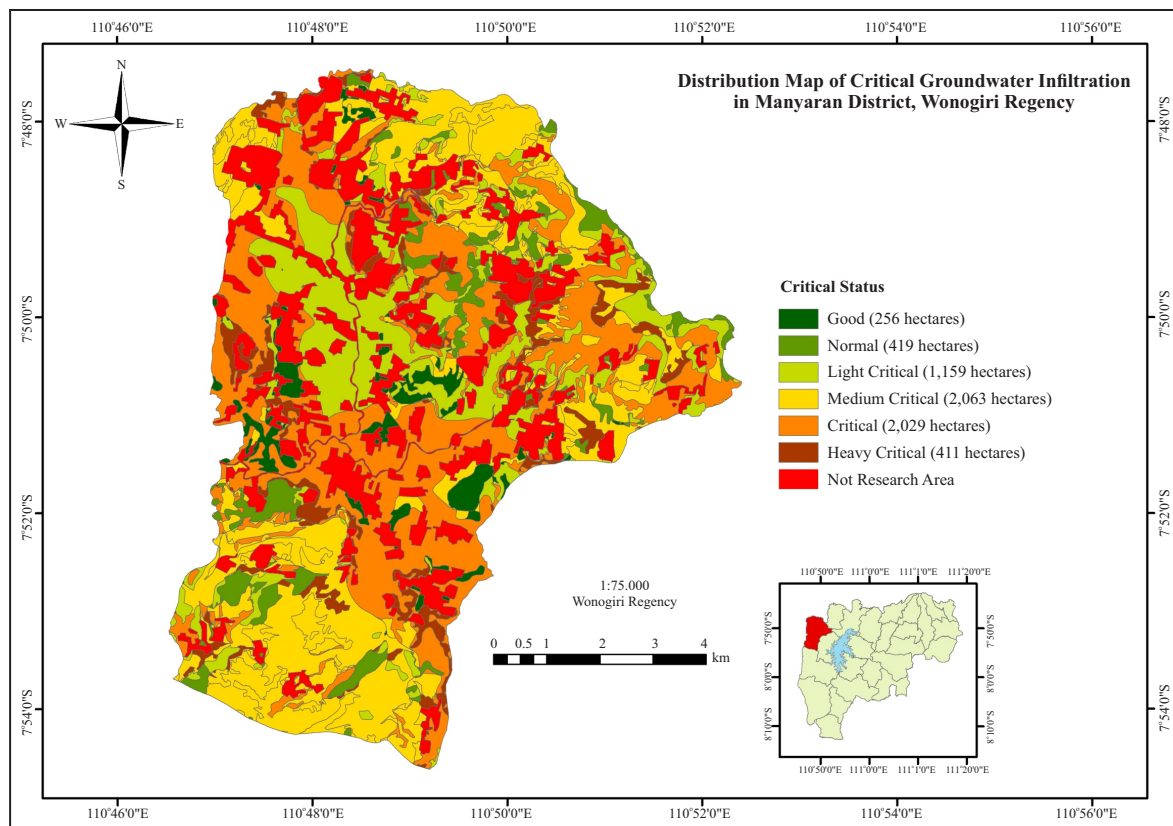 110°46'0"E 110°48'0"E 110°50'0"E 110°52'0"E 110°54'0"E 110°56'0"E
N
W E
S
Distribution Map of Critical Groundwater Infiltration
in Manyaran District, Wonogiri Regency
7°48'0"S 7°48'0"S
7°50'0"S 7°50'0"S
Critical Status
Good (256 hectares)
Normal (419 hectares)
Light Critical (1,159 hectares)
Medium Critical (2,063 hectares)
Critical (2,029 hectares)
Heavy Critical (411 hectares)
Not Research Area
7°52'0"S 7°52'0"S
1:75.000
Wonogiri Regency
0 0.5 1 2 3 4
km
110°50'0"E 111°0'0"E 111°10'0"E 111°20'0"E
7°50'0"S 7°50'0"S
8°0'0"S 8°0'0"S
8°10'0"S 8°10'0"S
110°50'0"E 111°0'0"E 111°1'0"E 111°20'0"E
7°54'0"S 7°54'0"S
110°46'0"E 110°48'0"E 110°50'0"E 110°52'0"E 110°54'0"E 110°56'0"E